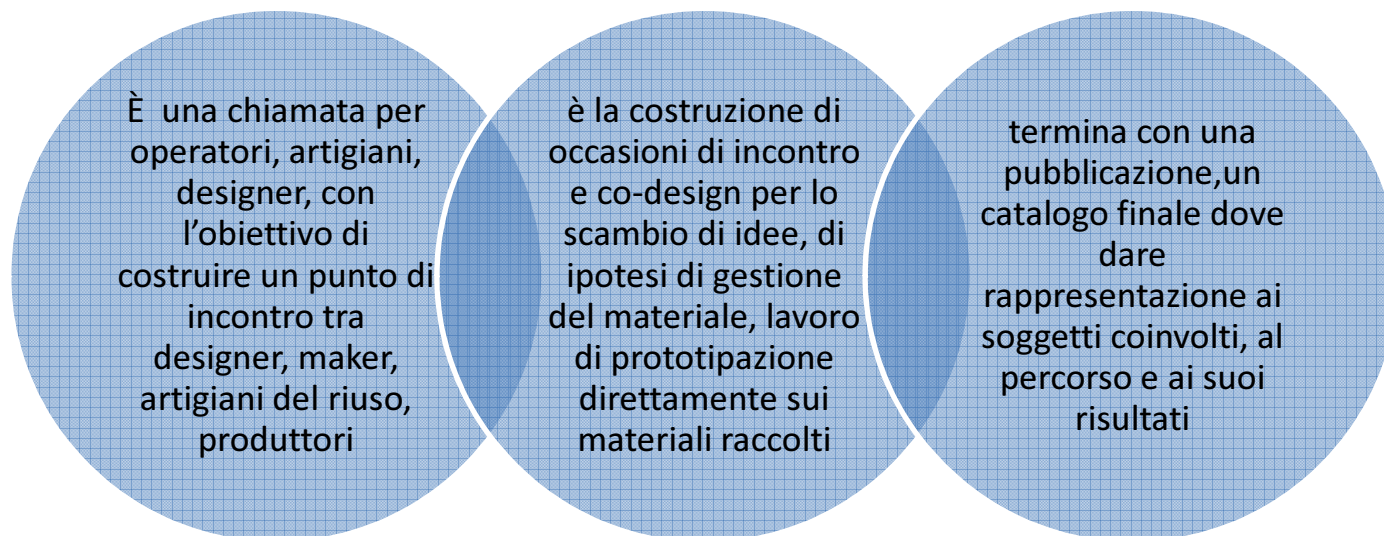 È  una chiamata per
operatori, artigiani,
designer, con
l’obiettivo di
costruire un punto di
incontro tra
designer, maker,
artigiani del riuso,
produttori
è la costruzione di
occasioni di incontro
e co-design per lo
scambio di idee, di
ipotesi di gestione
del materiale, lavoro
di prototipazione
direttamente sui
materiali raccolti
termina con una
pubblicazione,un
catalogo finale dove
dare
rappresentazione ai
soggetti coinvolti, al
percorso e ai suoi
risultati